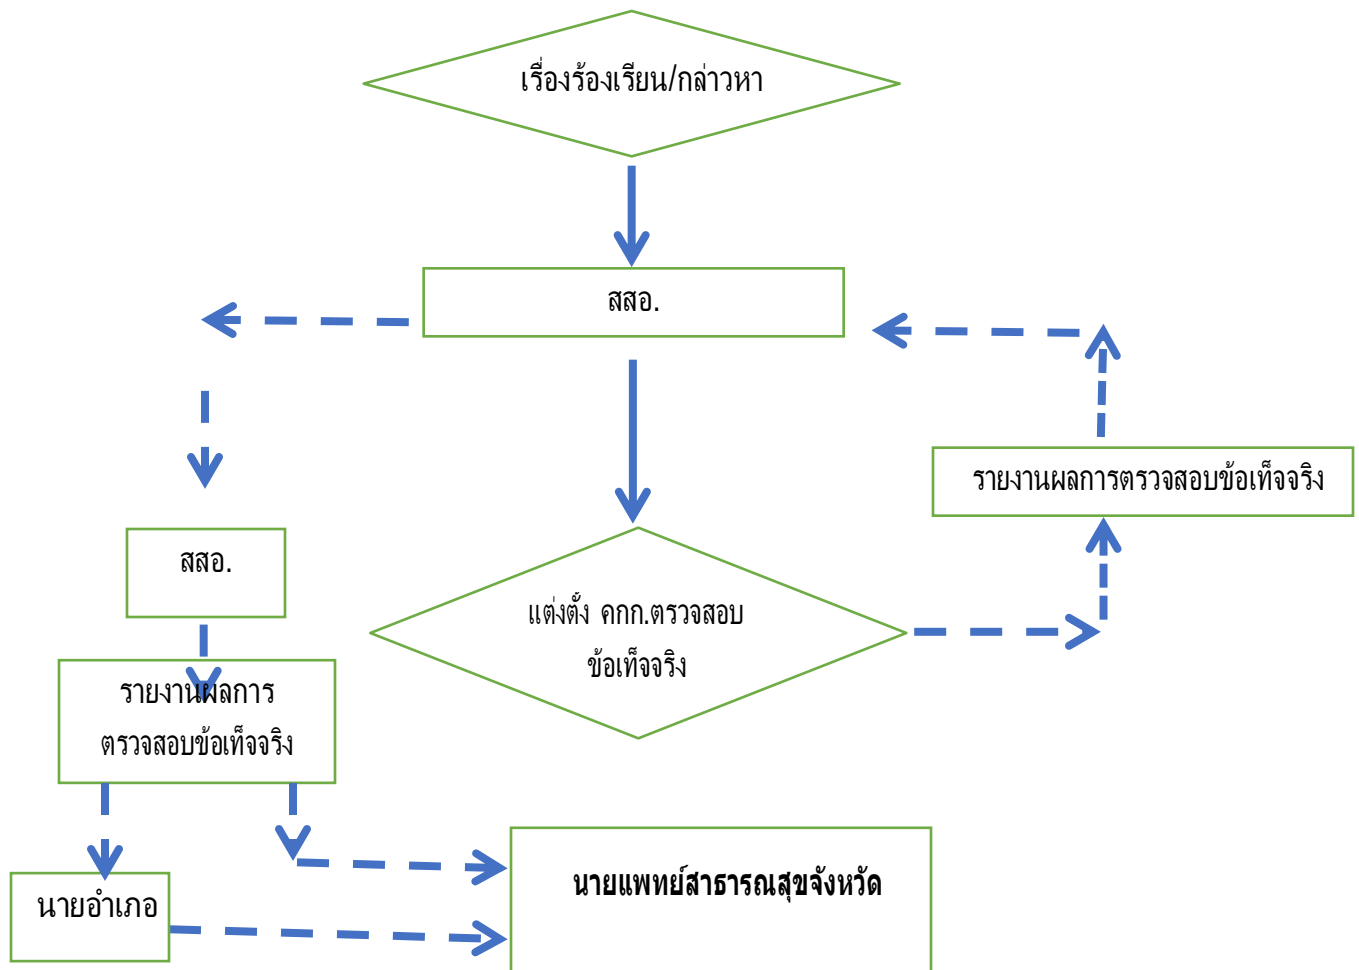 เรื่องร้องเรียน/กล่าวหา
สสอ.
รายงานผลการตรวจสอบข้อเท็จจริง
สสอ.
แต่งตั้ง คกก.ตรวจสอบ
ข้อเท็จจริง
รายงานผลการ
ตรวจสอบข้อเท็จจริง
นายแพทย์สาธารณสุขจังหวัด
นายอำเภอ